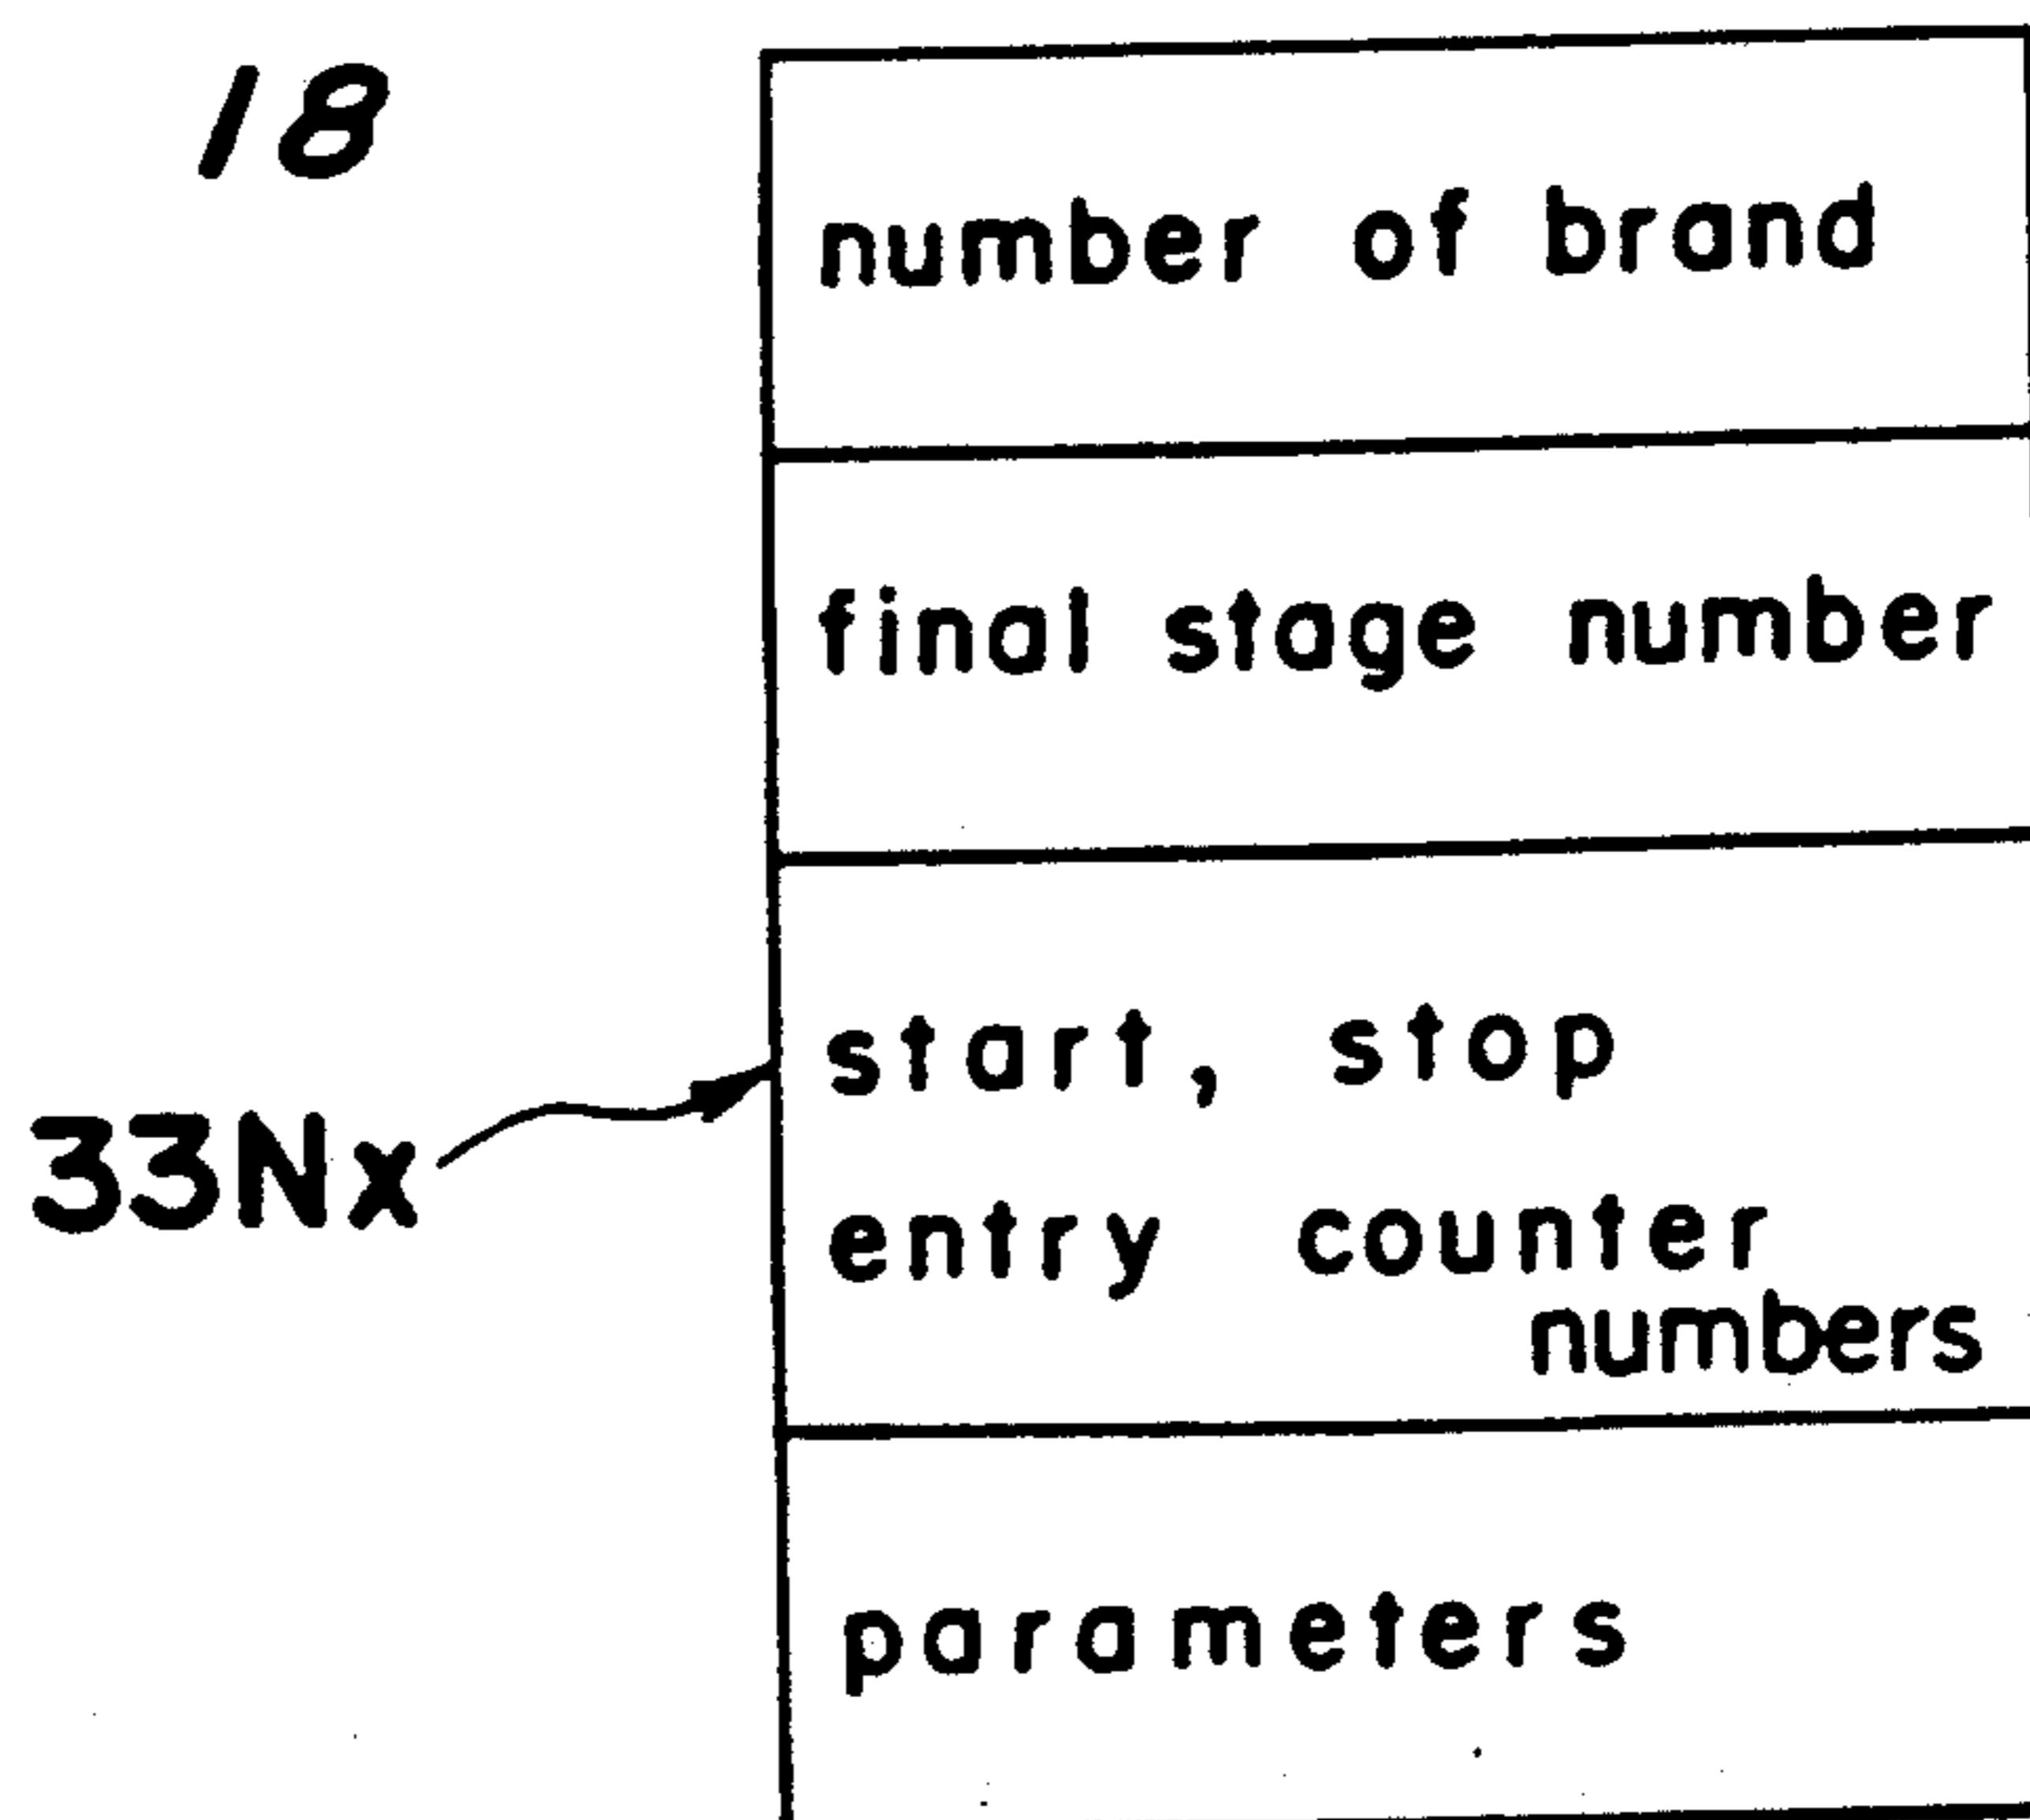 18
number of brand
final stage number
start, stop
33Nx
entry counter
numbers
parameters